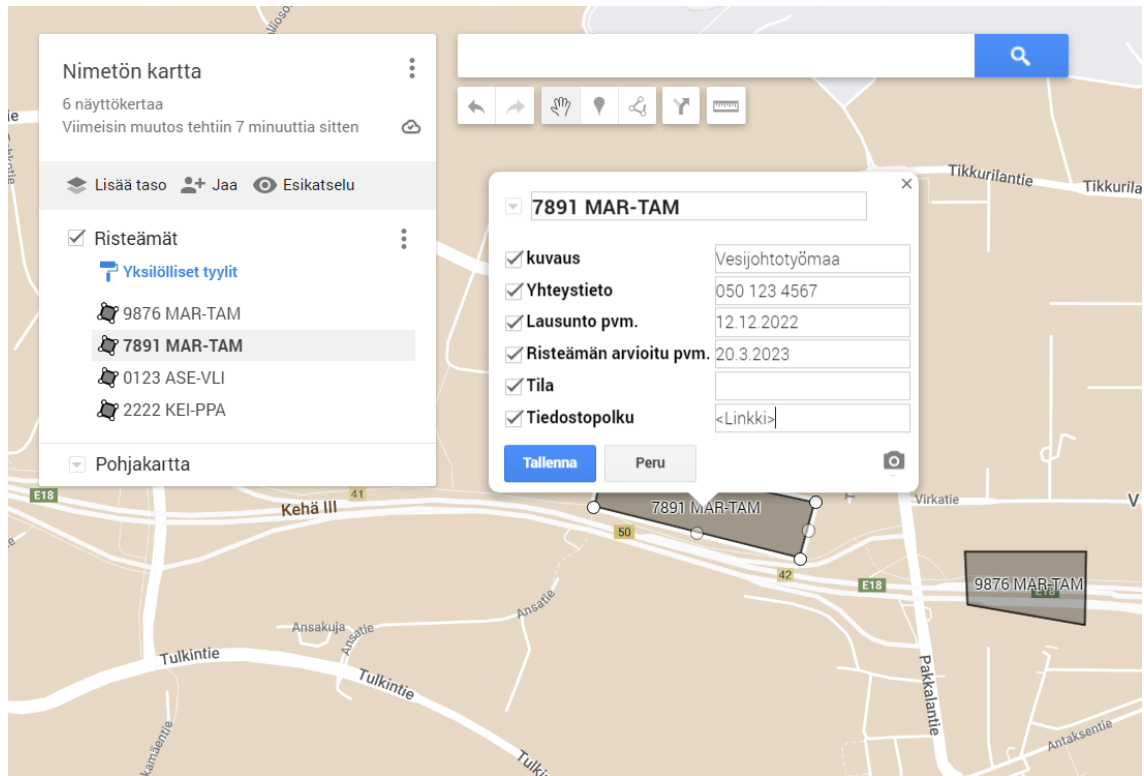 Nimetön kartta
6 näyttökertaa
Viimeisin muutos tehtiin 7 minuuttia sitten
Lisää taso
Jaa
Esikatselu
Risteämät
Yksilölliset tyylit
9876 MAR-TAM
7891 MAR-TAM
0123 ASE-VLI
2222 KEI-PPA
Pohjakartta
7891 MAR-TAM
kuvaus Vesijohtotyömaa
Yhteystieto 050 123 4567
Lausunto pvm. 12.12.2022
Risteämän arvioitu pvm. 20.3.2023
Tila
Tiedostopolku <Linkki>
Tallenna Peru
Tikkurilantie
Tikkurila
E18
41
Kehä III
7891 MAR-TAM
Virkatie
V
50
42
E18
9876 MAR-TAM
E18
Ansatie
Ansakuja
Ansatie
Tulkintie
Tulkintie
Pakkalantie
Antaksentie
kamäentie